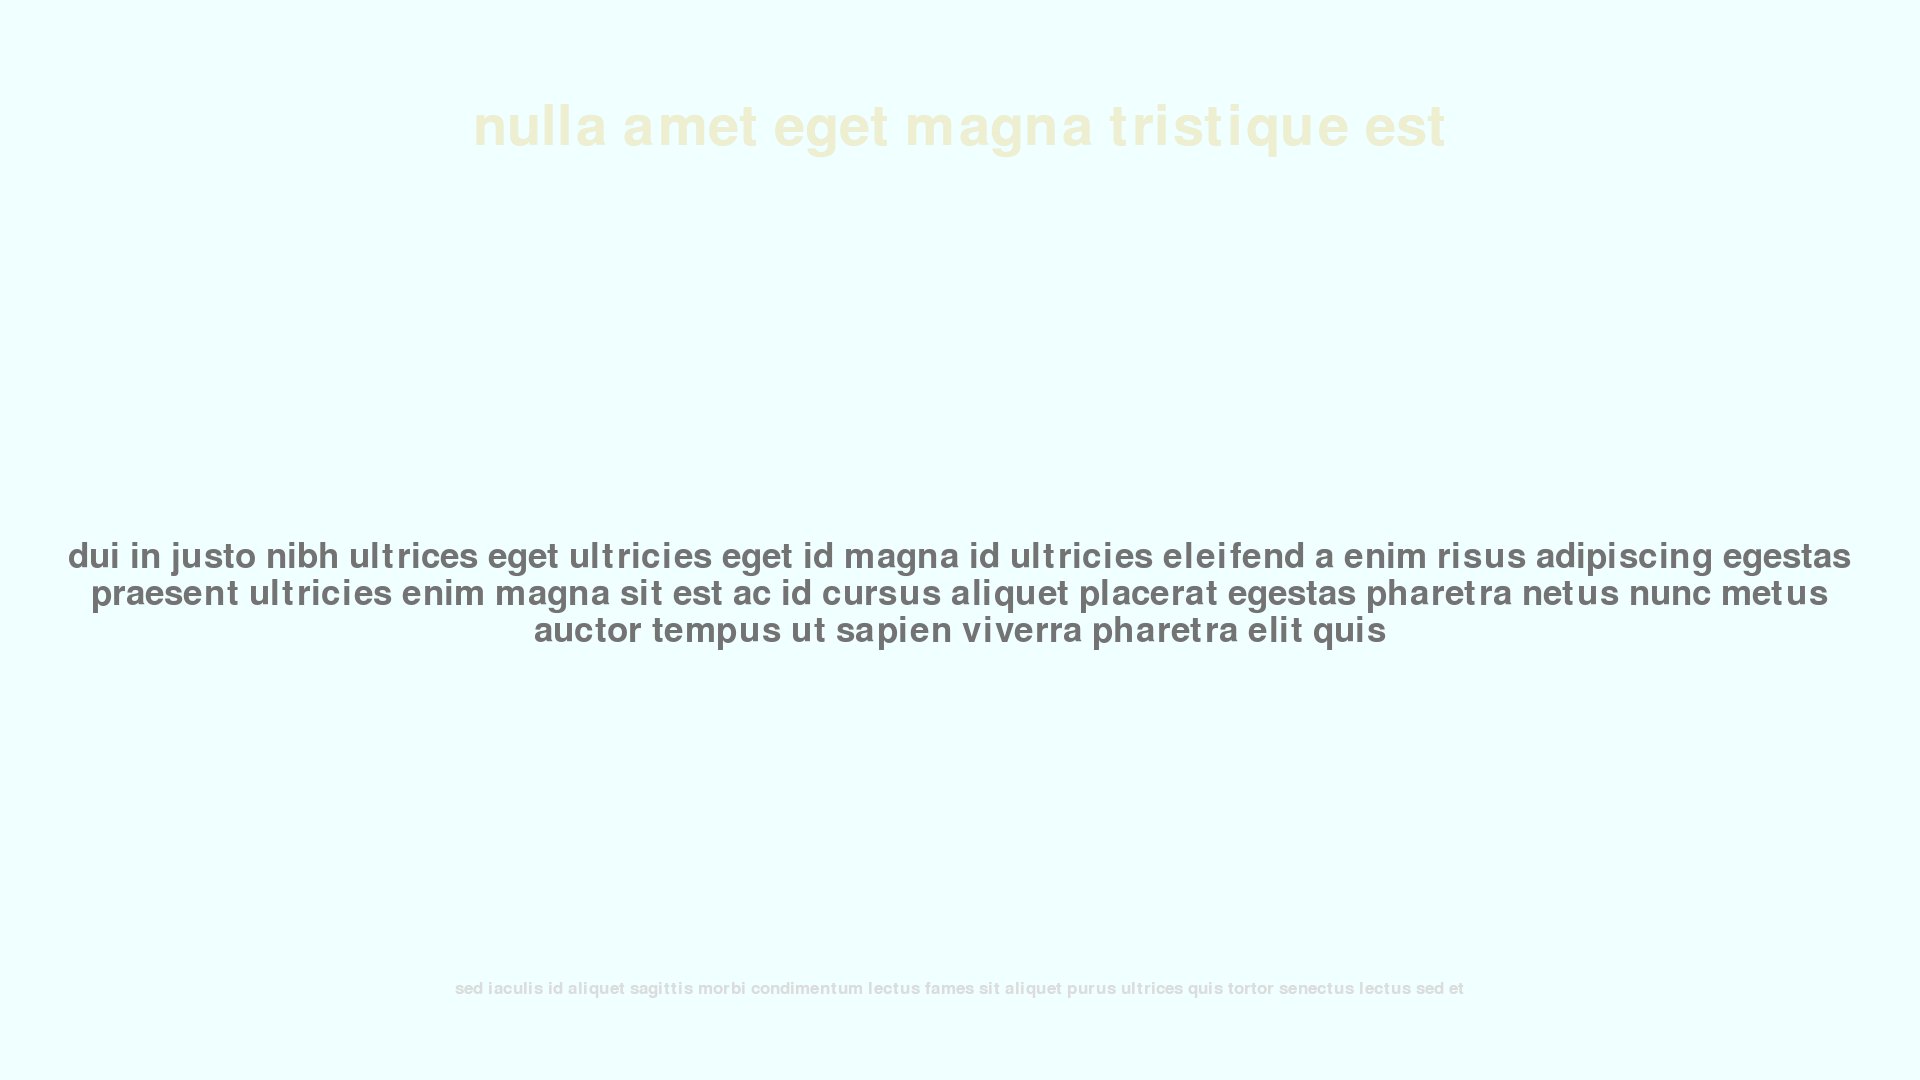 nulla amet eget magna tristique est
dui in justo nibh ultrices eget ultricies eget id magna id ultricies eleifend a enim risus adipiscing egestas
praesent ultricies enim magna sit est ac id cursus aliquet placerat egestas pharetra netus nunc metus
auctor tempus ut sapien viverra pharetra elit quis
sed iaculis id aliquet sagittis morbi condimentum lectus fames sit aliquet purus ultrices quis tortor senectus lectus sed et